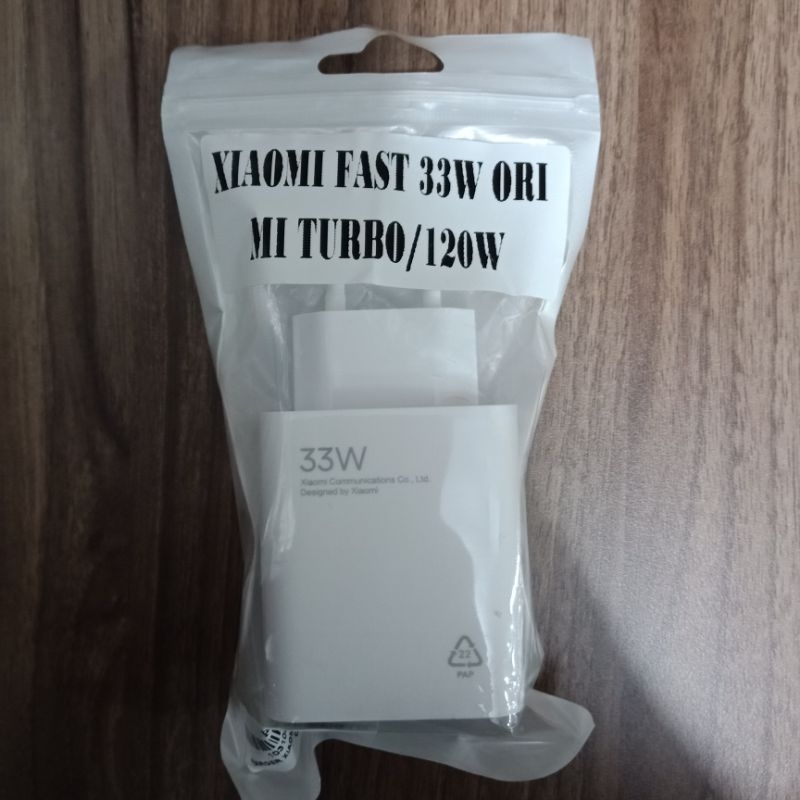 XIAOMI FAST 33W ORI
MI TURBO/120W
33W
Xiaomi Communications Co., Ltd.
Designed by Xiaomi
22
PAP